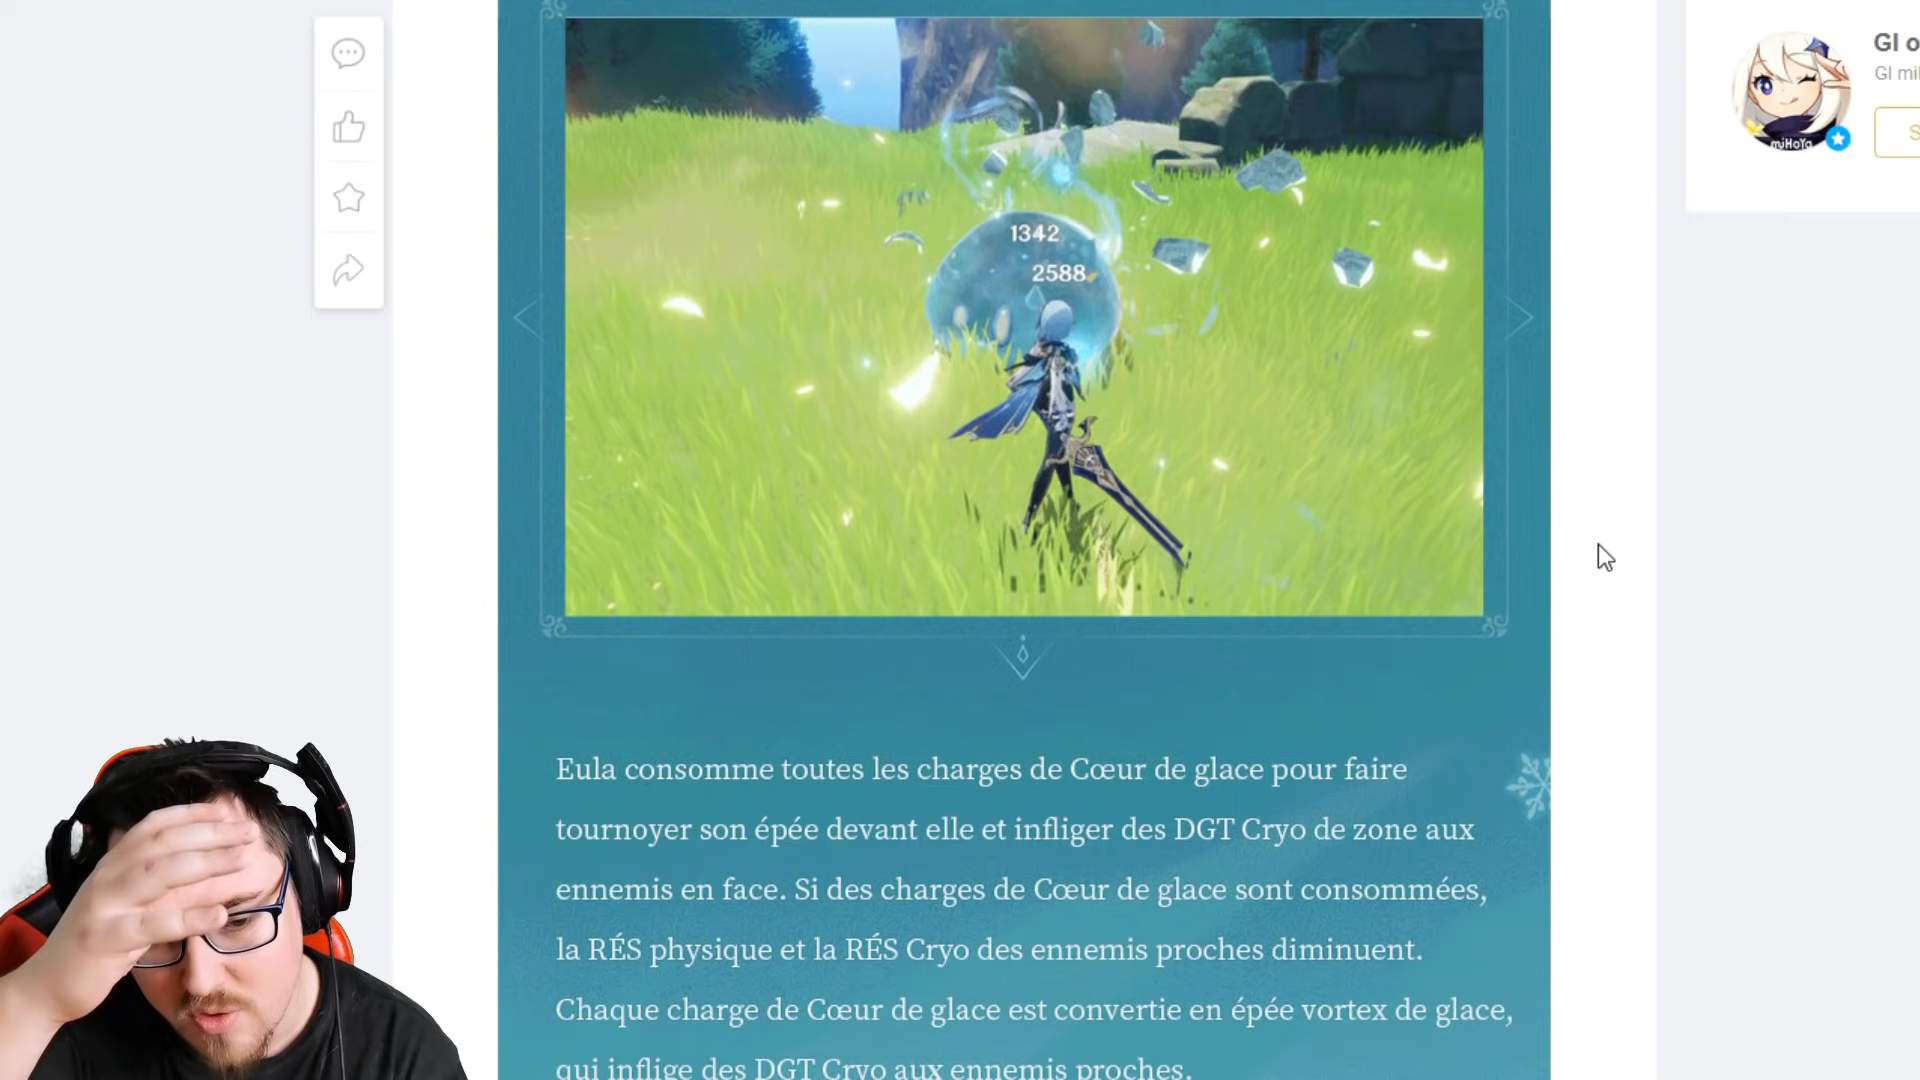 GI
GI
miHoYo
S
1342
2588
Eula consomme toutes les charges de Cœur de glace pour faire
tournoyer son épée devant elle et infliger des DGT Cryo de zone aux
ennemis en face. Si des charges de Cœur de glace sont consommées,
la RÉS physique et la RÉS Cryo des ennemis proches diminuent.
Chaque charge de Cœur de glace est convertie en épée vortex de glace,
qui inflige des DGT Cryo aux ennemis proches.